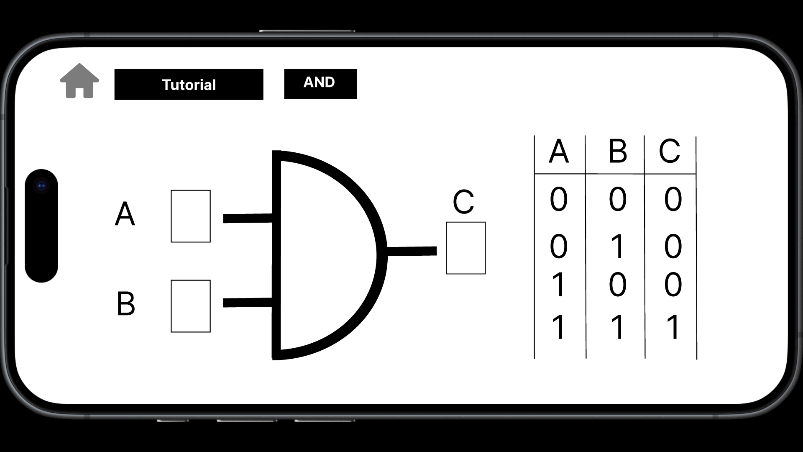 Tutorial AND
A
B
C
A B C
0 0 0
0 1 0
1 0 0
1 1 1